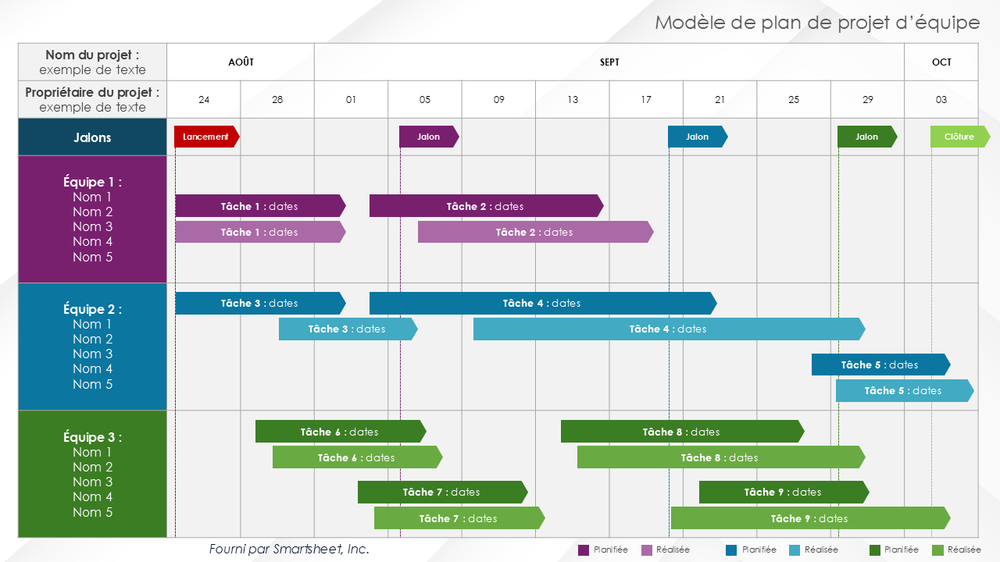 Modèle de plan de projet d’équipe
Nom du projet :
exemple de texte
AOÛT
SEPT
OCT
Propriétaire du projet :
exemple de texte
24
28
01
05
09
13
17
21
25
29
03
Jalons
Lancement
Jalon
Jalon
Jalon
Clôture
Équipe 1 :
Nom 1
Nom 2
Nom 3
Nom 4
Nom 5
Tâche 1 : dates
Tâche 2 : dates
Tâche 1 : dates
Tâche 2 : dates
Équipe 2 :
Nom 1
Nom 2
Nom 3
Nom 4
Nom 5
Tâche 3 : dates
Tâche 4 : dates
Tâche 3 : dates
Tâche 4 : dates
Tâche 5 : dates
Tâche 5 : dates
Équipe 3 :
Nom 1
Nom 2
Nom 3
Nom 4
Nom 5
Tâche 6 : dates
Tâche 8 : dates
Tâche 6 : dates
Tâche 8 : dates
Tâche 7 : dates
Tâche 9 : dates
Tâche 7 : dates
Tâche 9 : dates
Fourni par Smartsheet, Inc.
Planifiée
Réalisée
Planifiée
Réalisée
Planifiée
Réalisée